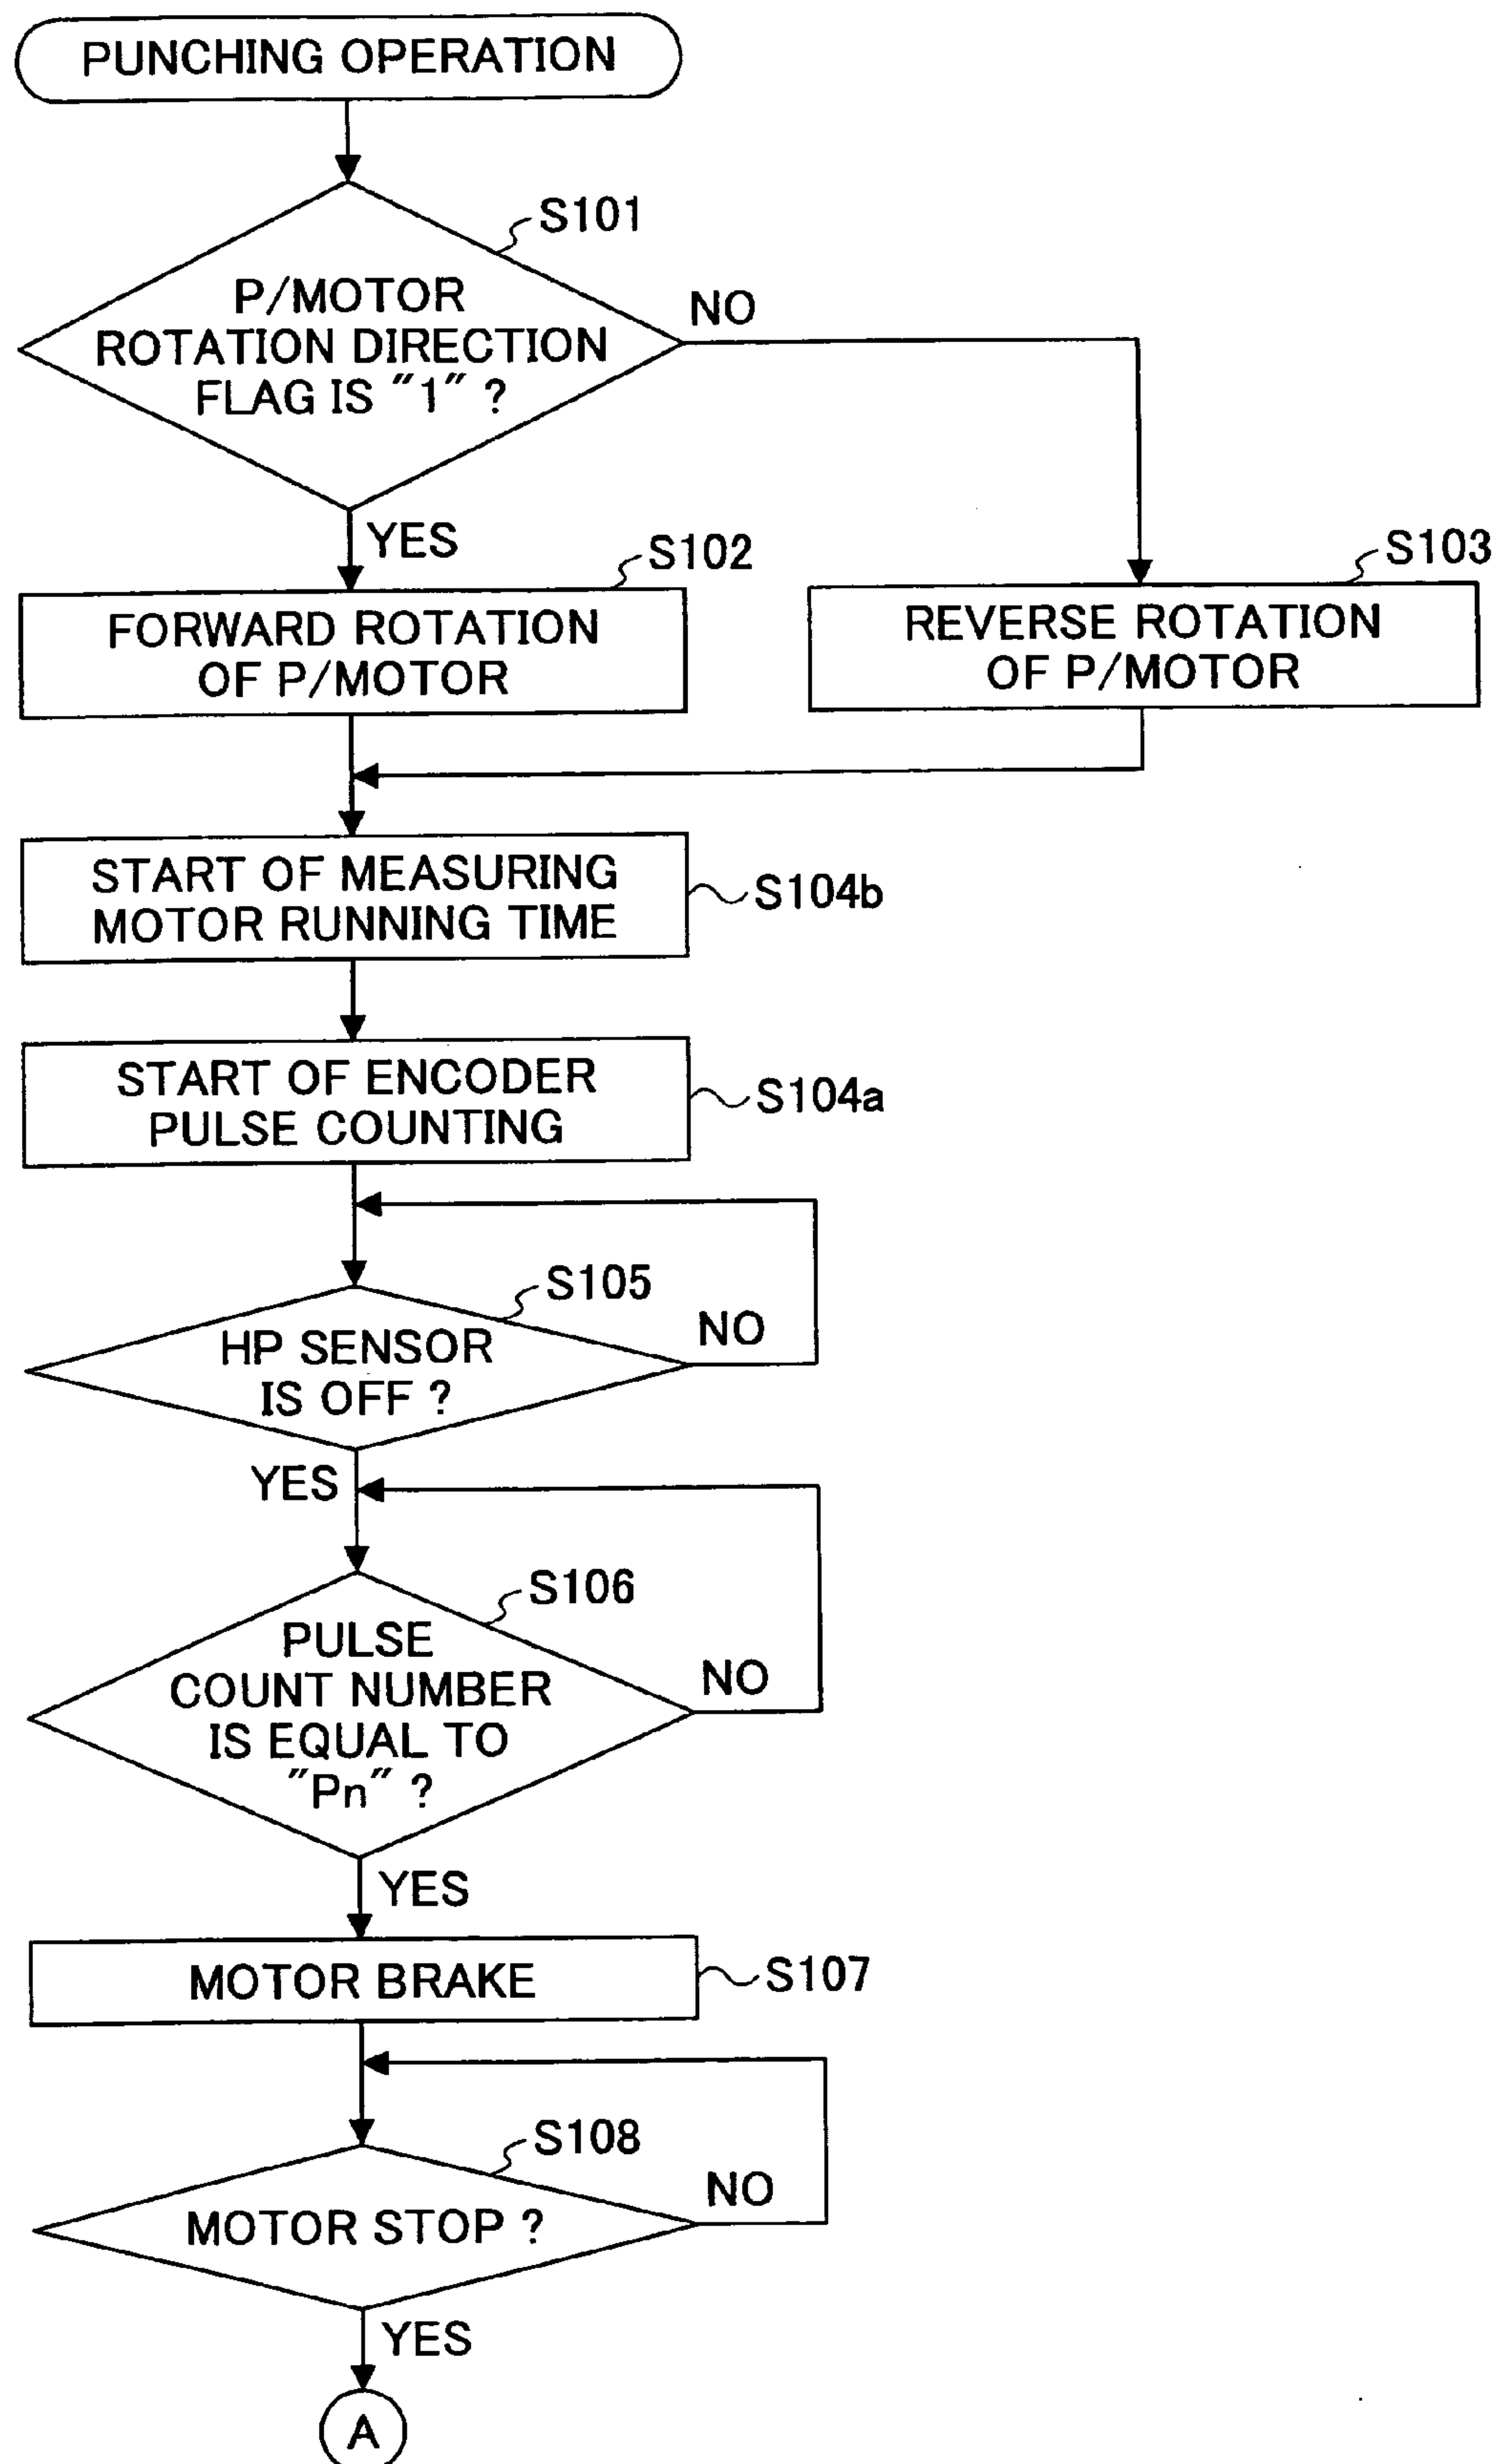 PUNCHING OPERATION
S101
P/MOTOR
ROTATION DIRECTION
FLAG IS "1" ?
NO
YES
S102
FORWARD ROTATION
OF P/MOTOR
S103
REVERSE ROTATION
OF P/MOTOR
START OF MEASURING
MOTOR RUNNING TIME
S104b
START OF ENCODER
PULSE COUNTING
S104a
S105
HP SENSOR
IS OFF ?
NO
YES
S106
PULSE
COUNT NUMBER
IS EQUAL TO
"Pn" ?
NO
YES
MOTOR BRAKE
S107
S108
MOTOR STOP ?
NO
YES
A